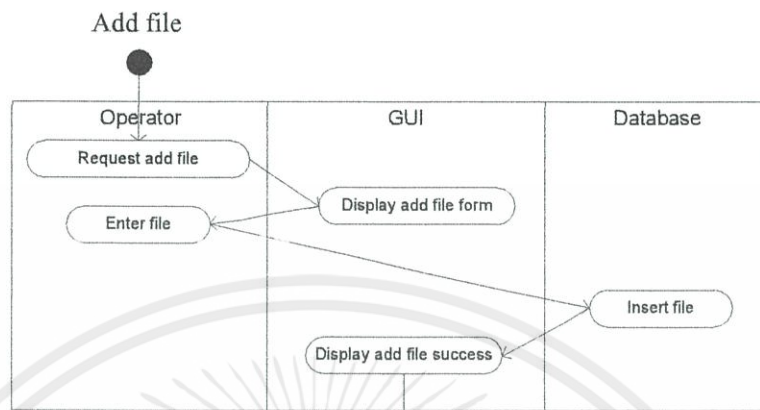 Add file
Operator GUI Database
Request add file
Display add file form
Enter file
Insert file
Display add file success